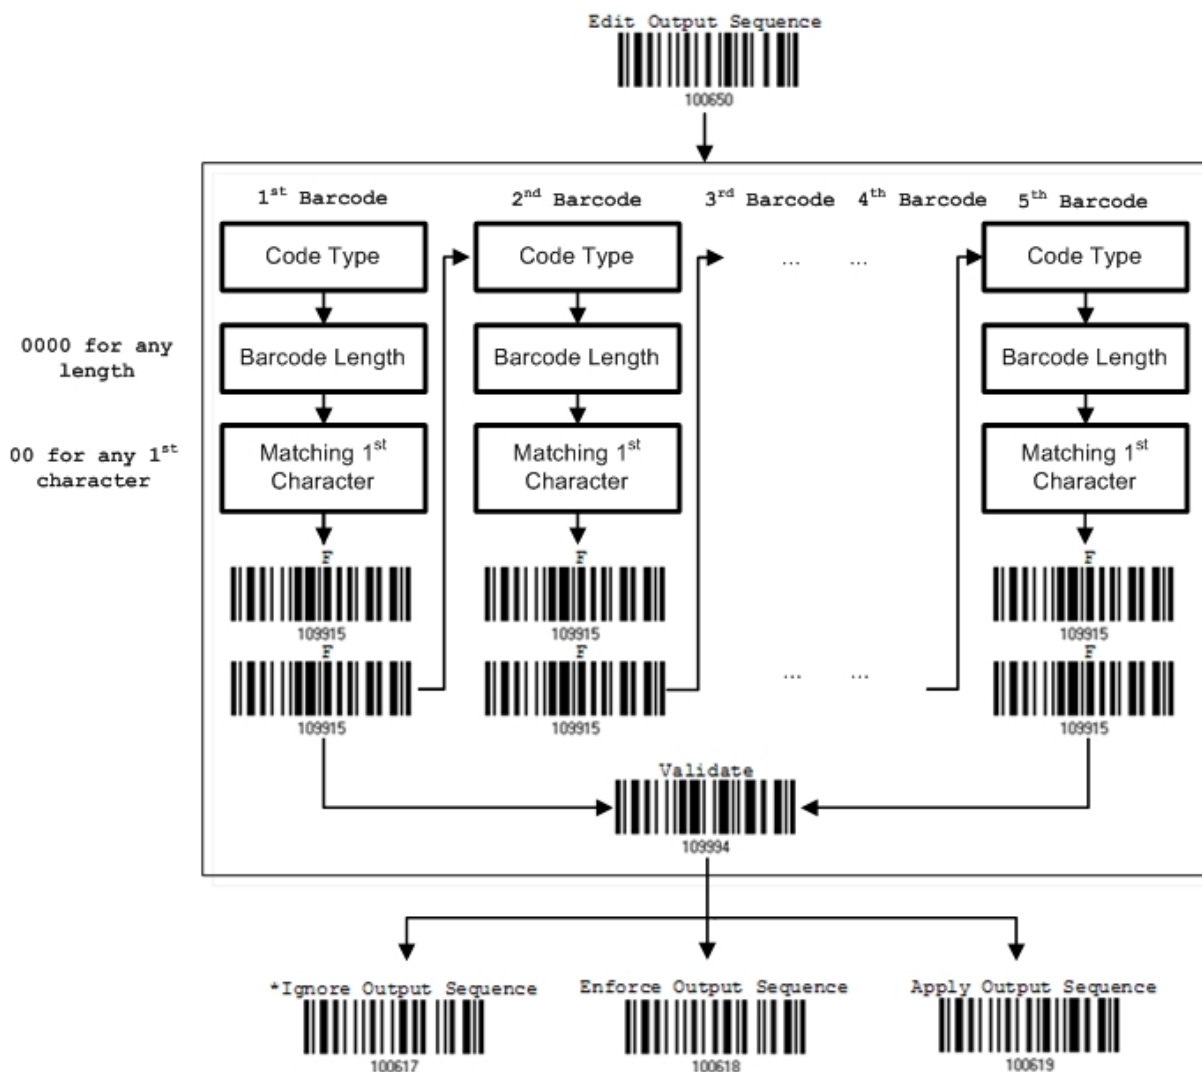 Edit Output Sequence
100650
1st Barcode
2nd Barcode
3rd Barcode
4th Barcode
5th Barcode
Code Type
Code Type
... ...
Code Type
0000 for any
length
Barcode Length
Barcode Length
Barcode Length
00 for any 1st
character
Matching 1st
Character
Matching 1st
Character
Matching 1st
Character
F
F
F
109915
109915
109915
F
F
F
... ...
109915
109915
109915
Validate
109994
*Ignore Output Sequence
Enforce Output Sequence
Apply Output Sequence
100617
100618
100619